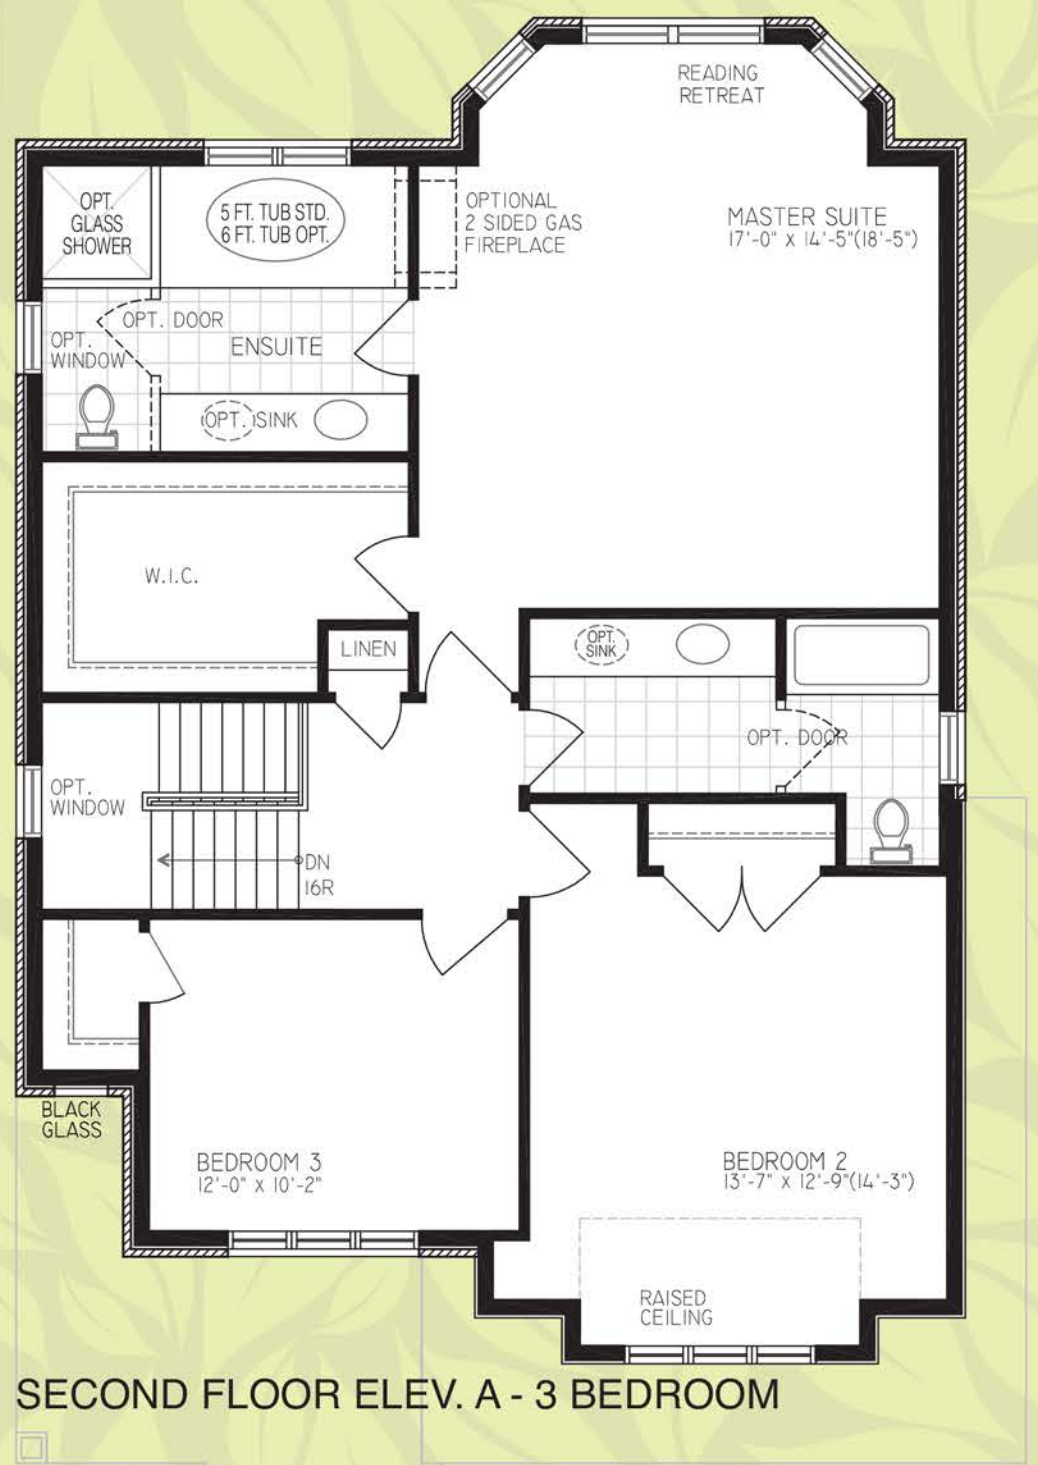 READING
RETREAT
OPT.
GLASS
SHOWER
5 FT. TUB STD.
6 FT. TUB OPT.
OPTIONAL
2 SIDED GAS
FIREPLACE
MASTER SUITE
17'-0" X 14'-5"(18'-5")
OPT. DOOR
OPT.
WINDOW
ENSUITE
OPT. SINK
W.I.C.
LINEN
OPT.
SINK
OPT. DOOR
OPT.
WINDOW
DN
16R
BLACK
GLASS
BEDROOM 3
12'-0" X 10'-2"
BEDROOM 2
13'-7" X 12'-9"(14'-3")
RAISED
CEILING
SECOND FLOOR ELEV. A - 3 BEDROOM